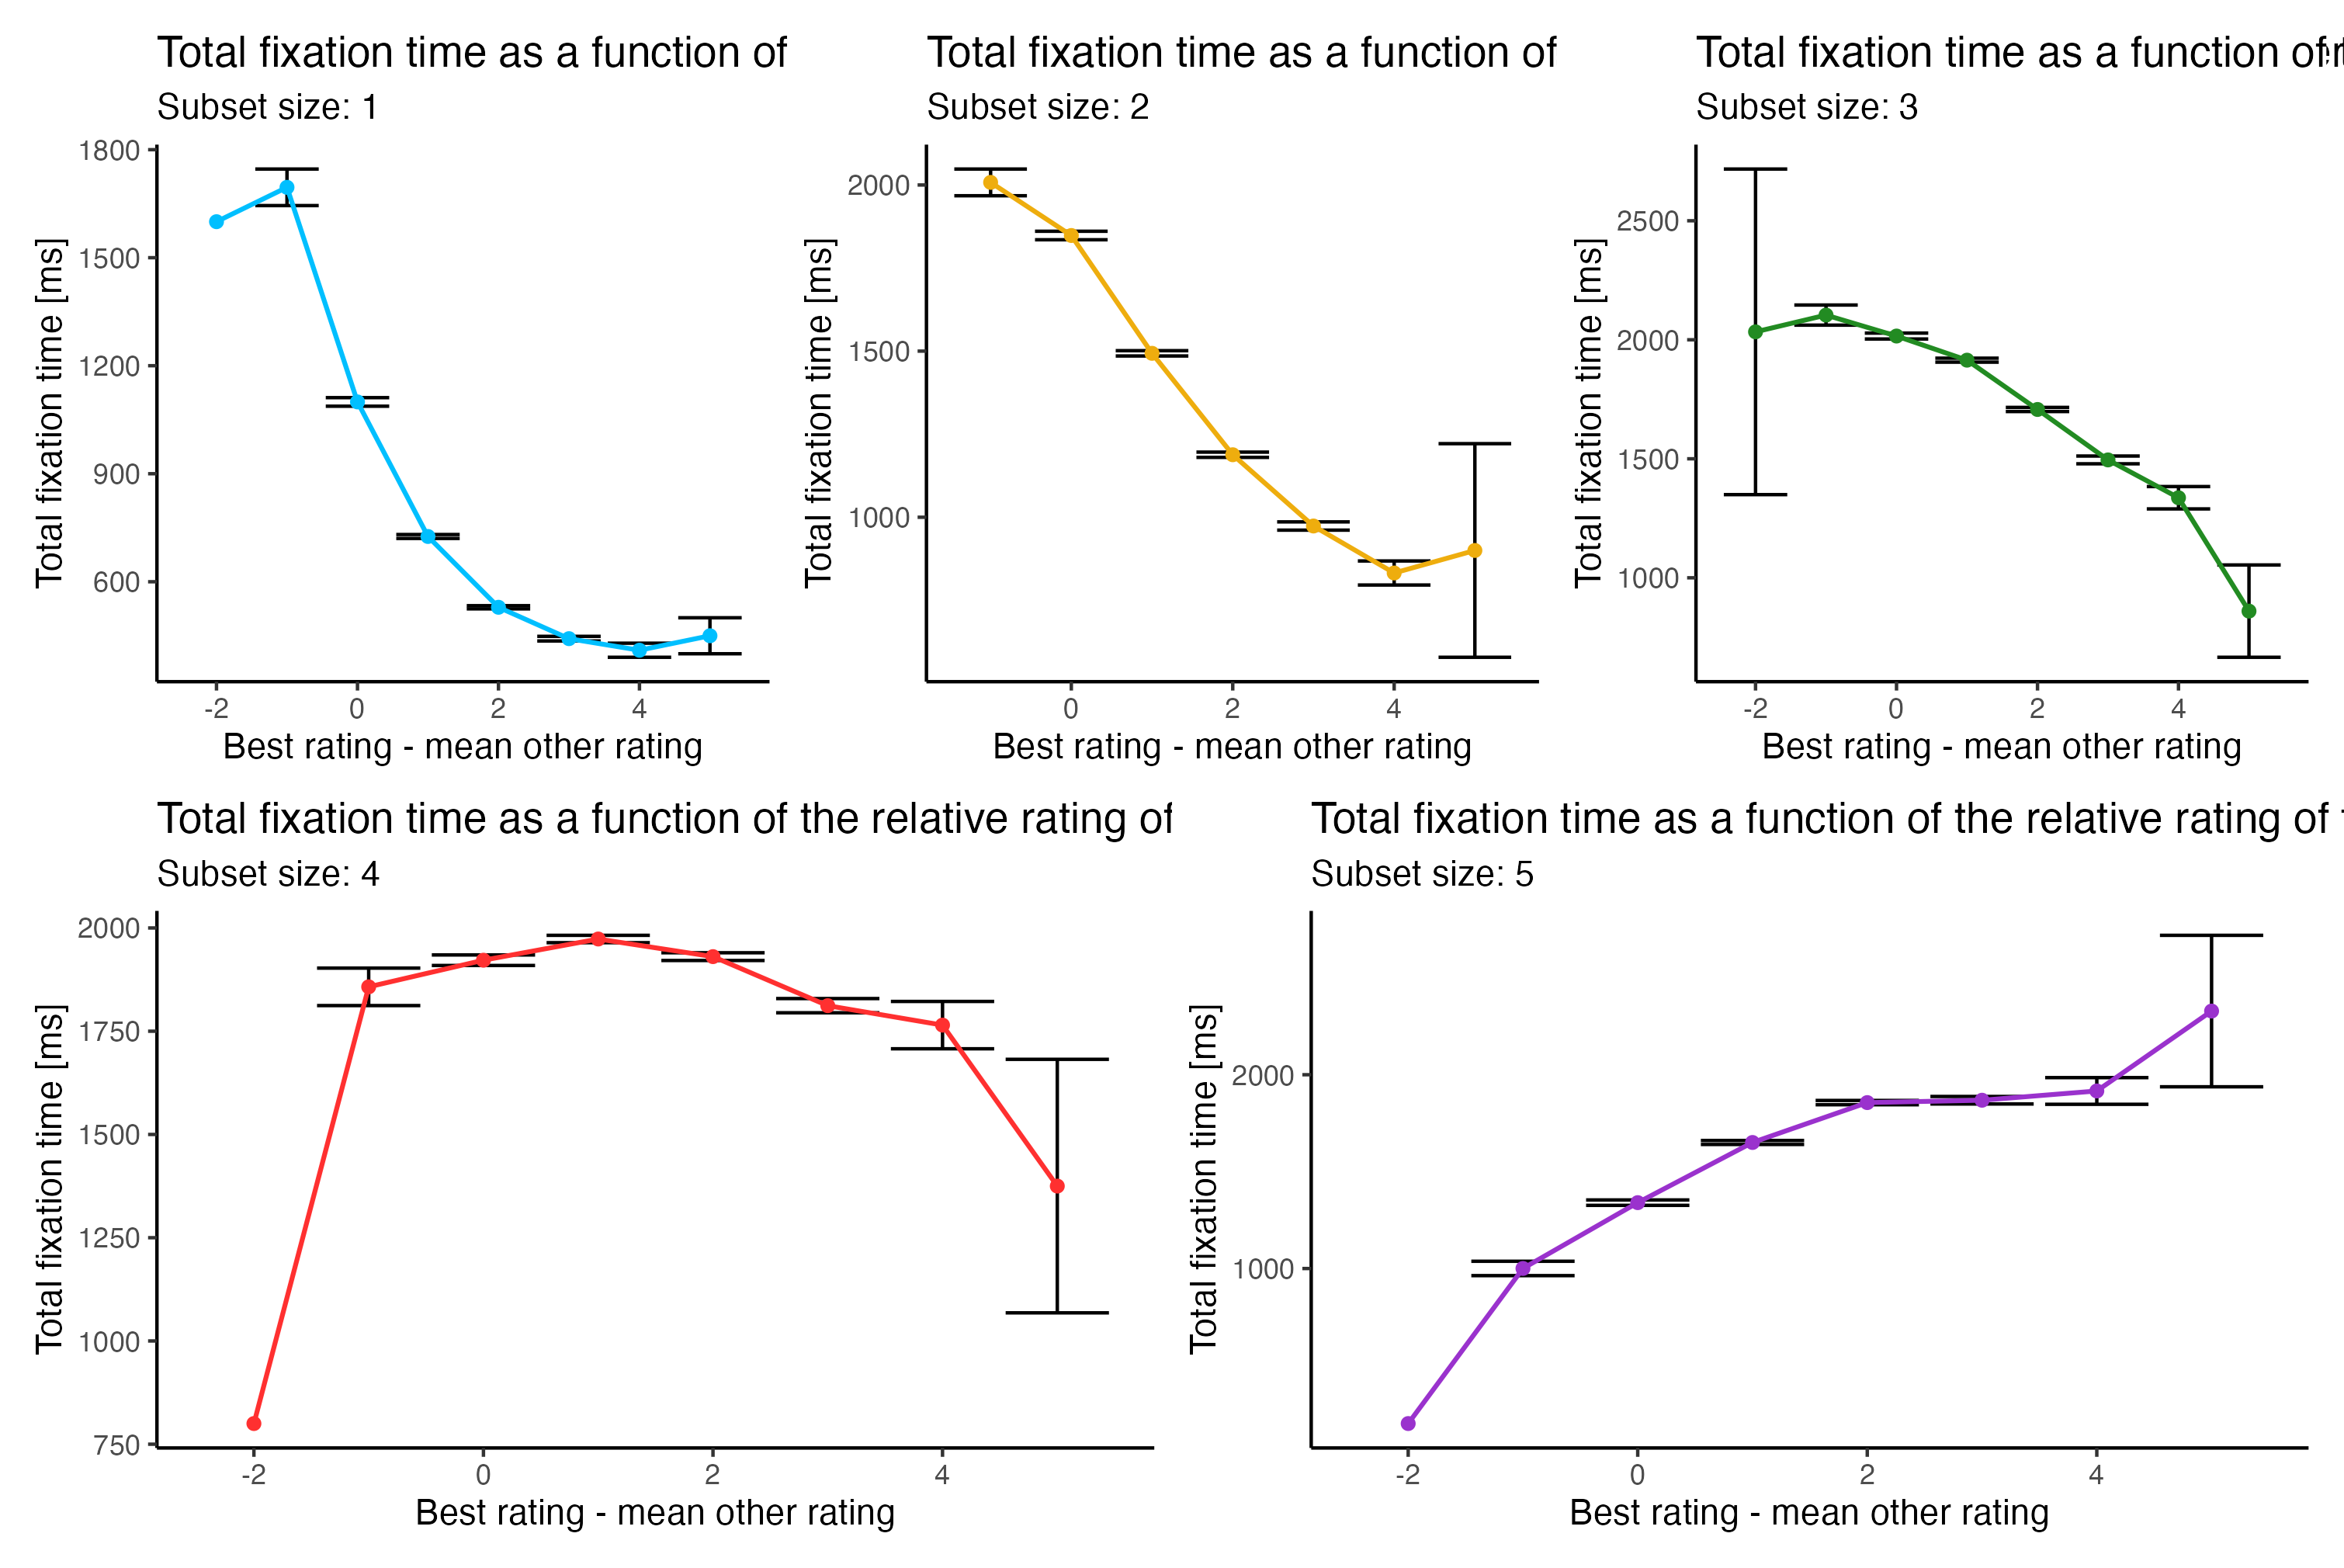 Total fixation time as a function of
Subset size: 1
Total fixation time [ms]
1800
1500
1200
900
600
-2 0 2 4
Best rating - mean other rating
Total fixation time as a function of
Subset size: 2
Total fixation time [ms]
2000
1500
1000
0 2 4
Best rating - mean other rating
Total fixation time as a function of
Subset size: 3
Total fixation time [ms]
2500
2000
1500
1000
-2 0 2 4
Best rating - mean other rating
Total fixation time as a function of the relative rating of
Subset size: 4
Total fixation time [ms]
2000
1750
1500
1250
1000
750
-2 0 2 4
Best rating - mean other rating
Total fixation time as a function of the relative rating of
Subset size: 5
Total fixation time [ms]
2000
1000
-2 0 2 4
Best rating - mean other rating